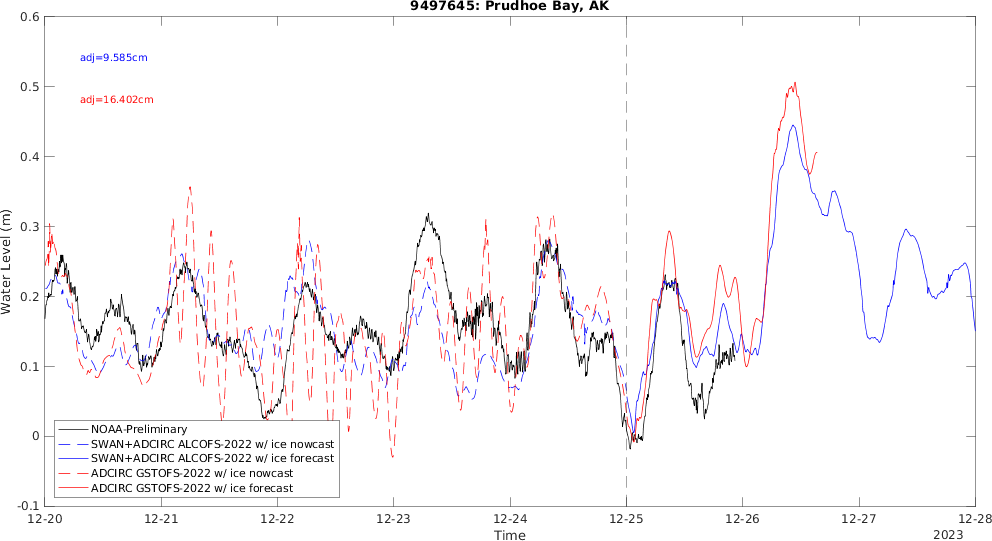 9497645: Prudhoe Bay, AK
0.6
adj=9.585cm
0.5
adj=16.402cm
0.4
0.3
0.2
0.1
0
-0.1
Water Level (m)
NOAA-Preliminary
SWAN+ADCIRC ALCOFS-2022 w/ ice nowcast
SWAN+ADCIRC ALCOFS-2022 w/ ice forecast
ADCIRC GSTOFS-2022 w/ ice nowcast
ADCIRC GSTOFS-2022 w/ ice forecast
12-20 12-21 12-22 12-23 12-24 12-25 12-26 12-27 12-28
Time
2023